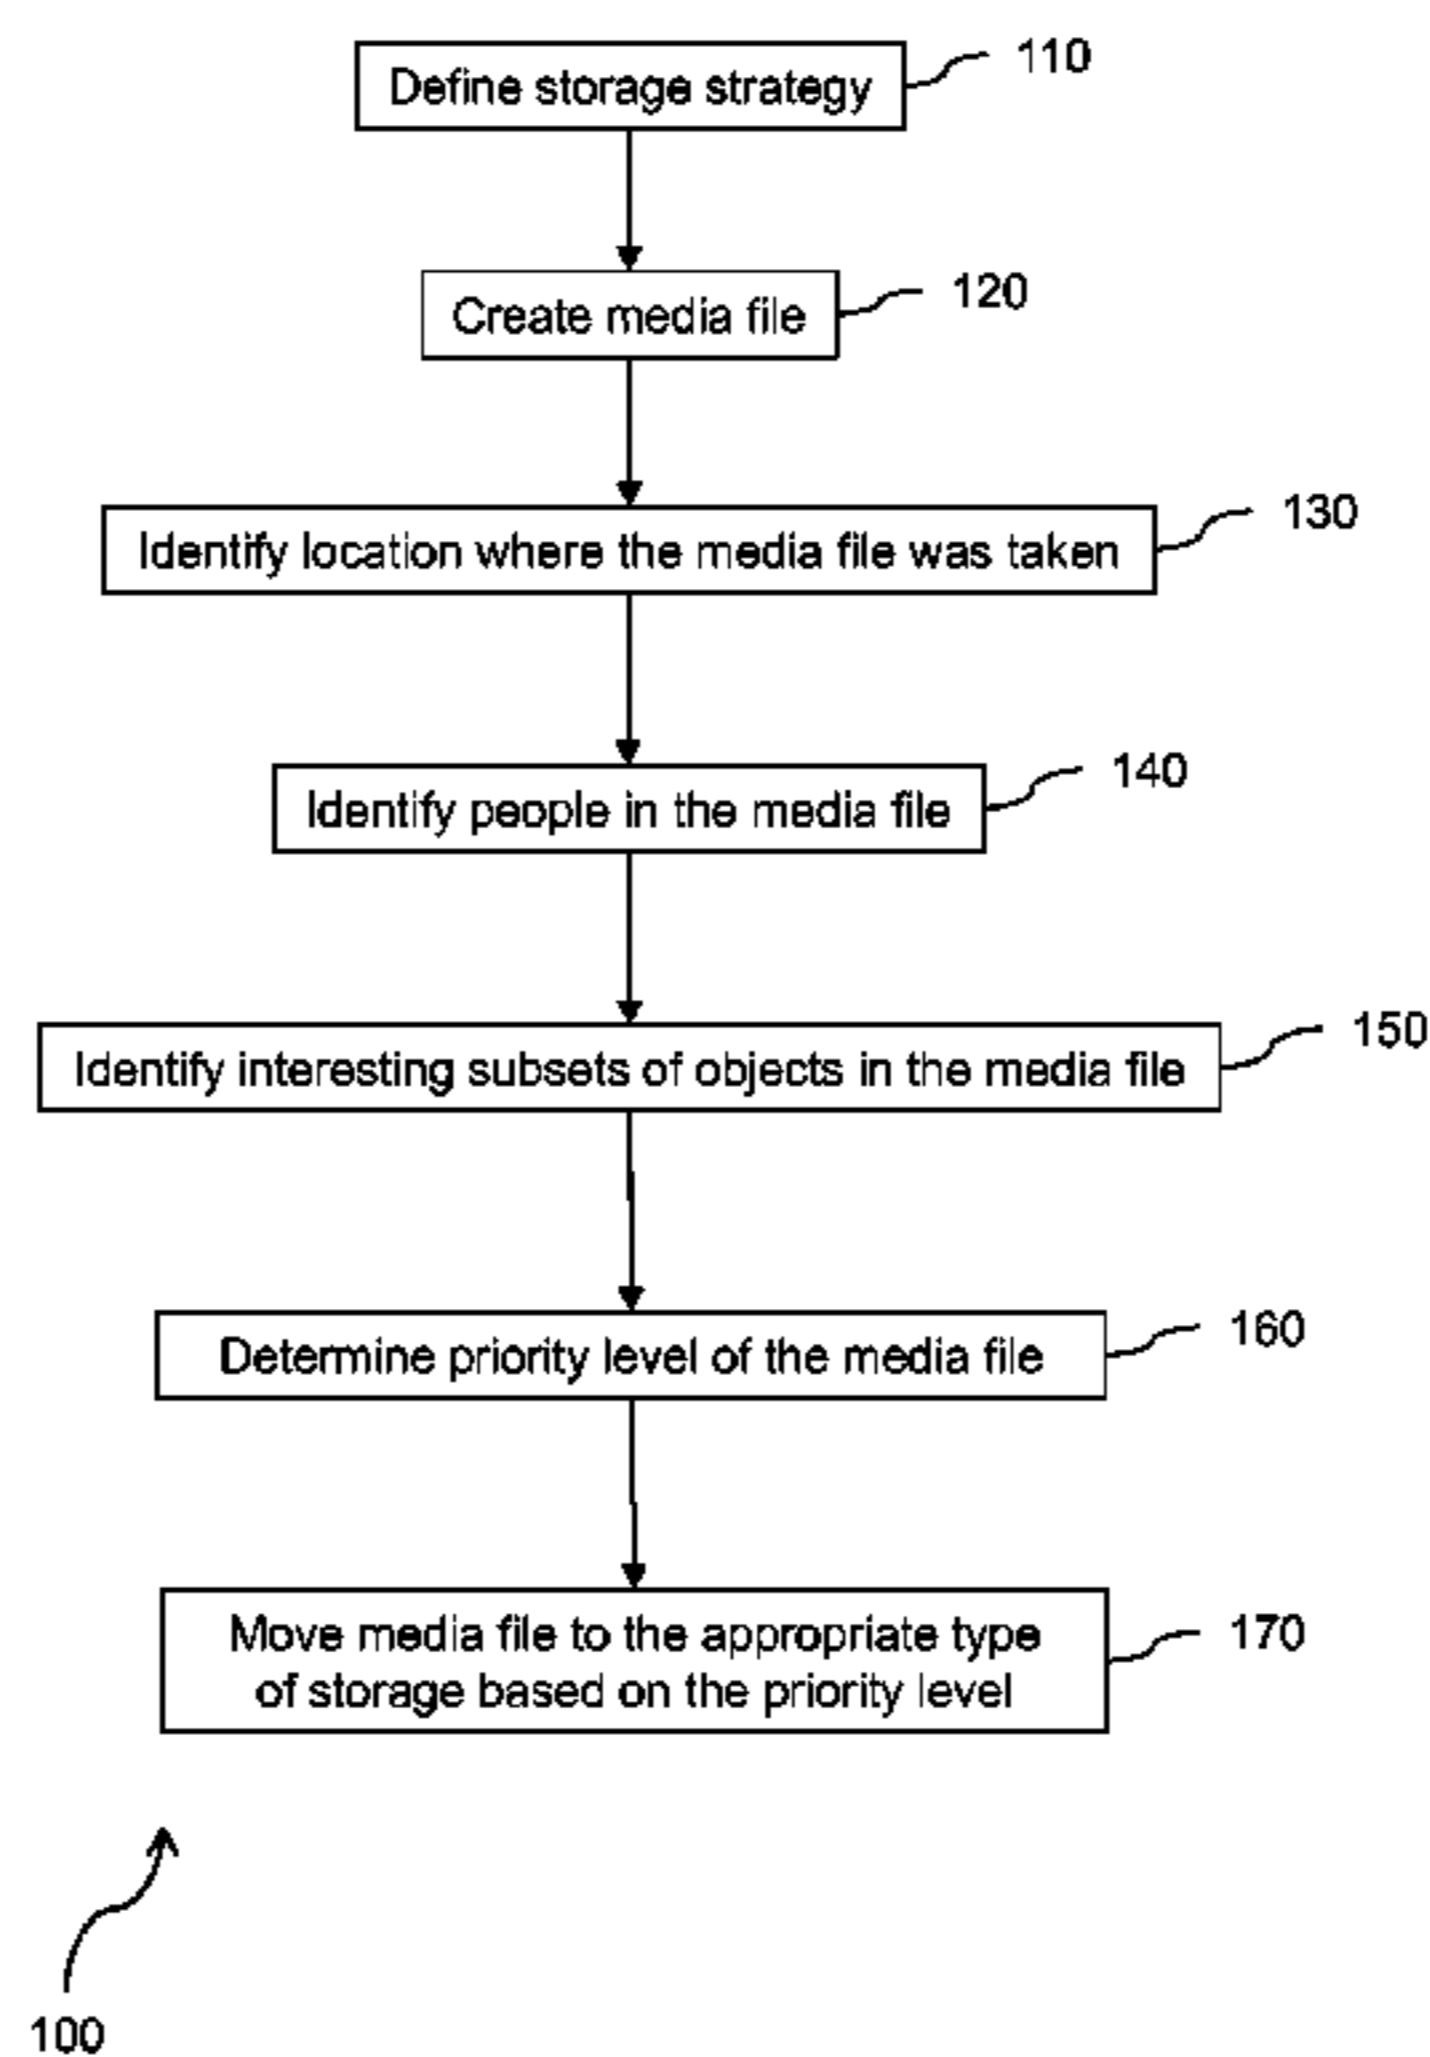 Define storage strategy
110
Create media file
120
Identify location where the media file was taken
130
Identify people in the media file
140
Identify interesting subsets of objects in the media file
150
Determine priority level of the media file
160
Move media file to the appropriate type
of storage based on the priority level
170
100